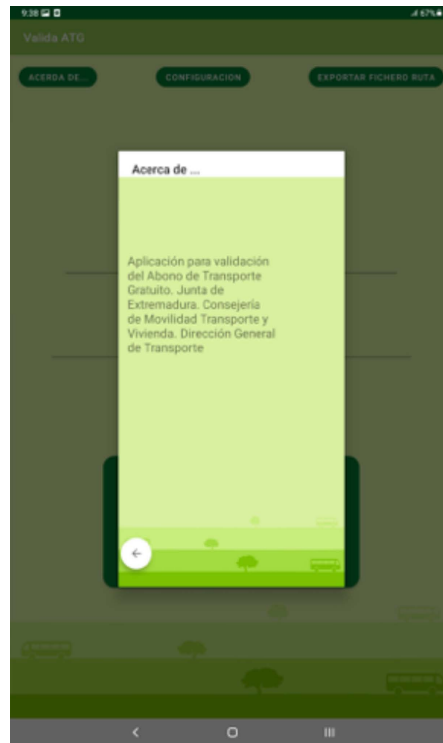 9:38
67%
Valida ATG
ACERDA DE...
CONFIGURACION
EXPORTAR FICHERO RUTA
Acerca de ...
Aplicación para validación
del Abono de Transporte
Gratuito. Junta de
Extremadura. Consejería
de Movilidad Transporte y
Vivienda. Dirección General
de Transporte